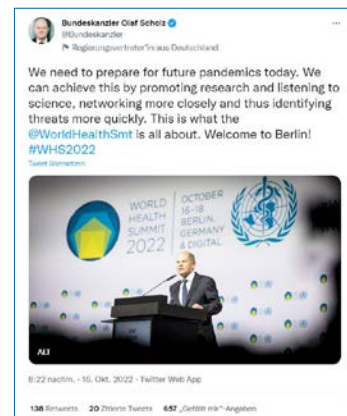 Bundeskanzler Olaf Scholz
@Bundeskanzler
Regierungsvertreter*in aus Deutschland
We need to prepare for future pandemics today. We
can achieve this by promoting research and listening to
science, networking more closely and thus identifying
threats more quickly. This is what the
@WorldHealthSmt is all about. Welcome to Berlin!
#WHS2022
Tweet übersetzen
WORLD
HEALTH
SUMMIT
2022
OCTOBER
16-18
BERLIN,
GERMANY
& DIGITAL
ALT
6:22 nachm. · 16. Okt. 2022 · Twitter Web App
138 Retweets 20 Zitierte Tweets 657 „Gefällt mir“-Angaben